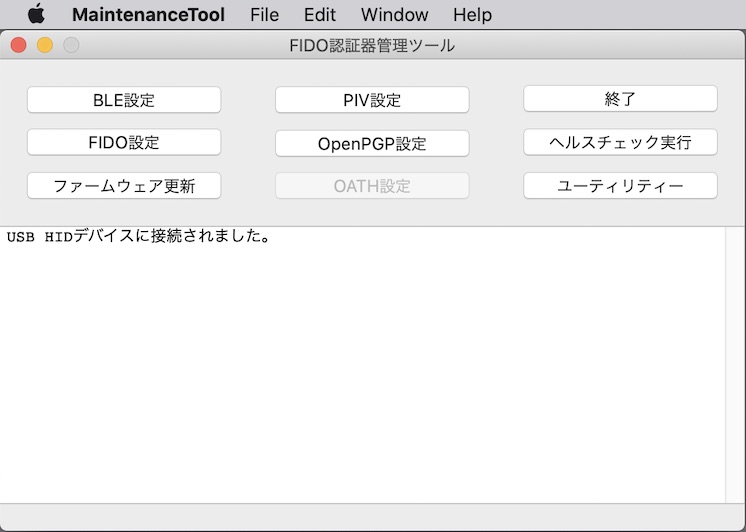 MaintenanceTool File Edit Window Help
FIDO認証器管理ツール
BLE設定 PIV設定 終了
FIDO設定 OpenPGP設定 ヘルスチェック実行
ファームウェア更新 OATH設定 ユーティリティー
USB HIDデバイスに接続されました。